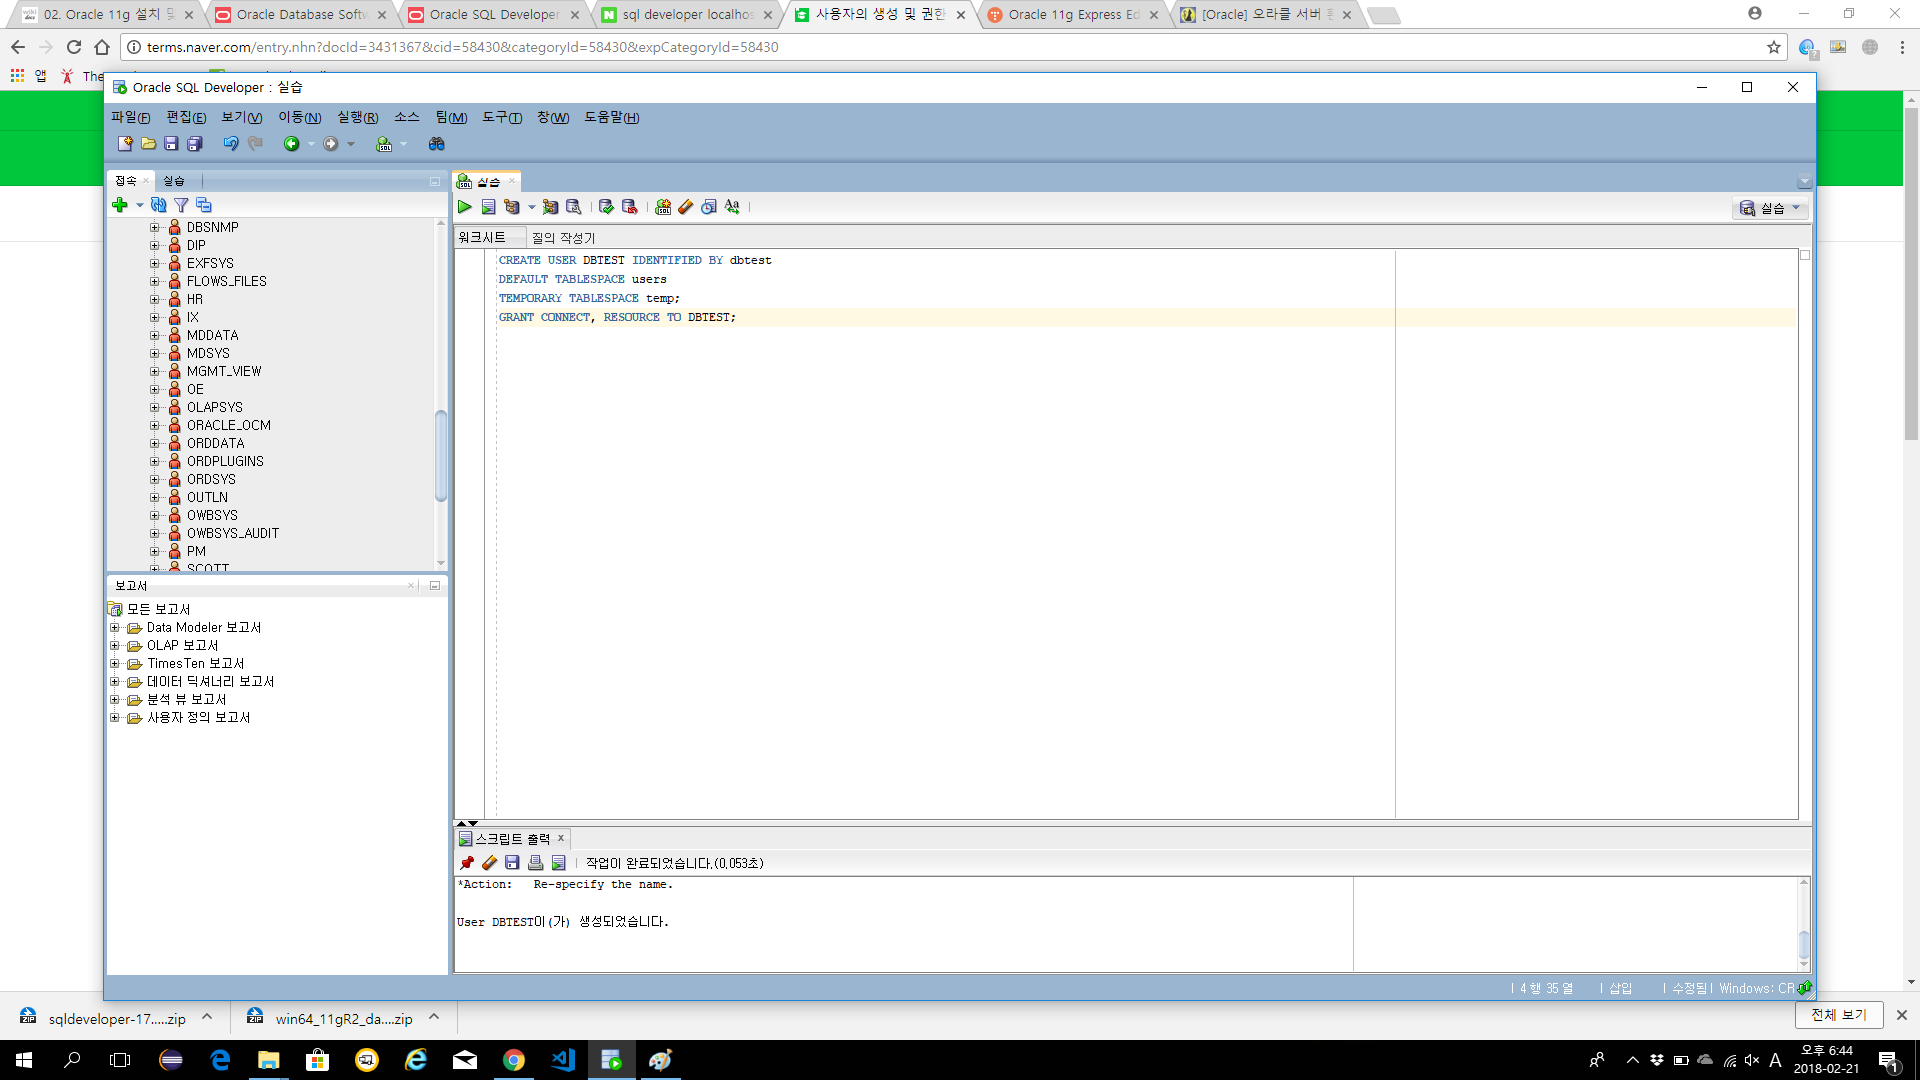 02. Oracle 11g 설치 및
Oracle Database Softw
Oracle SQL Developer
sql developer localhos
사용자의 생성 및 권한
Oracle 11g Express Ed
[Oracle] 오라클 서버 환
terms.naver.com/entry.nhn?docId=3431367&cid=58430&categoryId=58430&expCategoryId=58430
앱
The
Oracle SQL Developer : 실습
파일(F) 편집(E) 보기(V) 이동(N) 실행(R) 소스 팀(M) 도구(T) 창(W) 도움말(H)
접속
실습
DBSNMP
DIP
EXFSYS
FLOWS_FILES
HR
IX
MDDATA
MDSYS
MGMT_VIEW
OE
OLAPSYS
ORACLE_OCM
ORDDATA
ORDPLUGINS
ORDSYS
OUTLN
OWBSYS
OWBSYS_AUDIT
PM
SCOTT
보고서
모든 보고서
Data Modeler 보고서
OLAP 보고서
TimesTen 보고서
데이터 딕셔너리 보고서
분석 뷰 보고서
사용자 정의 보고서
실습
실습
워크시트 질의 작성기
CREATE USER DBTEST IDENTIFIED BY dbtest
DEFAULT TABLESPACE users
TEMPORARY TABLESPACE temp;
GRANT CONNECT, RESOURCE TO DBTEST;
스크립트 출력
작업이 완료되었습니다.(0.053초)
*Action: Re-specify the name.
User DBTEST이(가) 생성되었습니다.
4 행 35 열 삽입 수정됨 Windows: CR
sqldeveloper-17.....zip
win64_11gR2_da....zip
전체 보기
A
오후 6:44
2018-02-21
1